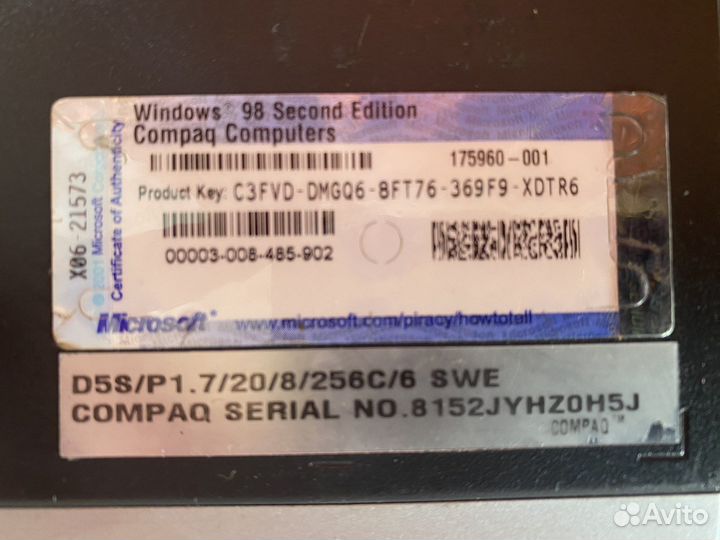 Windows® 98 Second Edition
Compaq Computers
175960-001
Product Key: C3FVD-DMGQ6-8FT76-369F9-XDTR6
00003-008-485-902
X06-21573
© 2001 Microsoft
Certificate of Authenticity
Microsoft® www.microsoft.com/piracy/howtotell
D5S/P1.7/20/8/256C/6 SWE
COMPAQ SERIAL NO.8152JYHZ0H5J
COMPAQ™
Avito